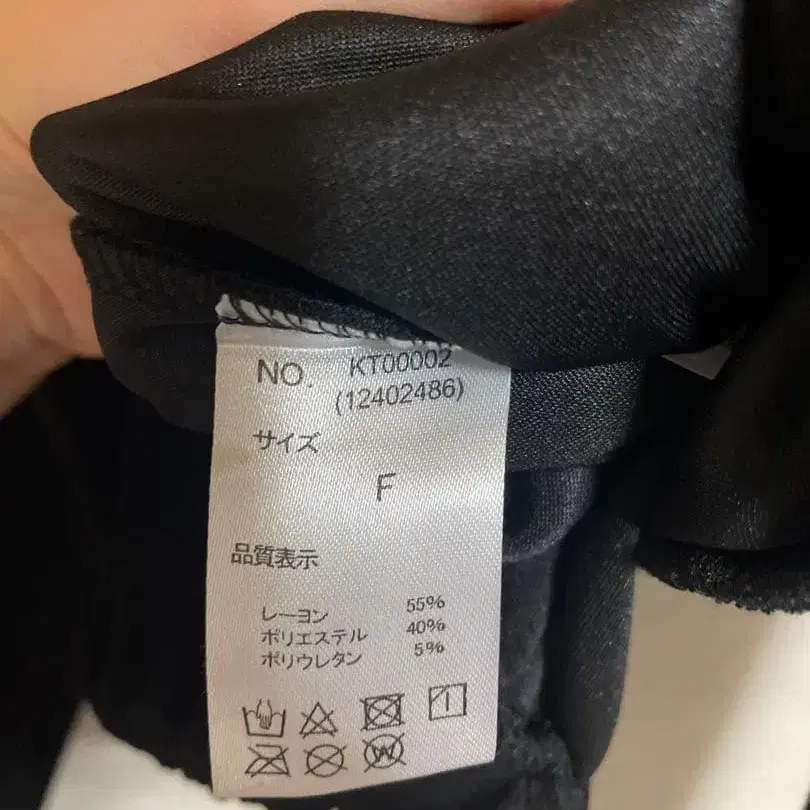 NO. KT00002
(12402486)
サイズ
F
品質表示
レーヨン 55%
ポリエステル 40%
ポリウレタン 5%
W